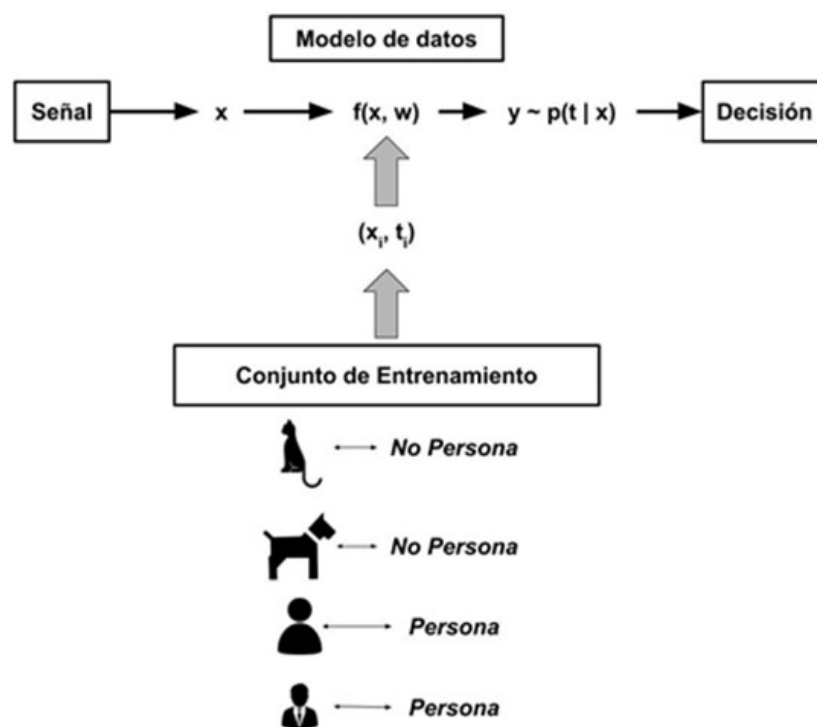 Modelo de datos
Señal x f(x, w) y ~ p(t | x) Decisión
(xᵢ, tᵢ)
Conjunto de Entrenamiento
No Persona
No Persona
Persona
Persona